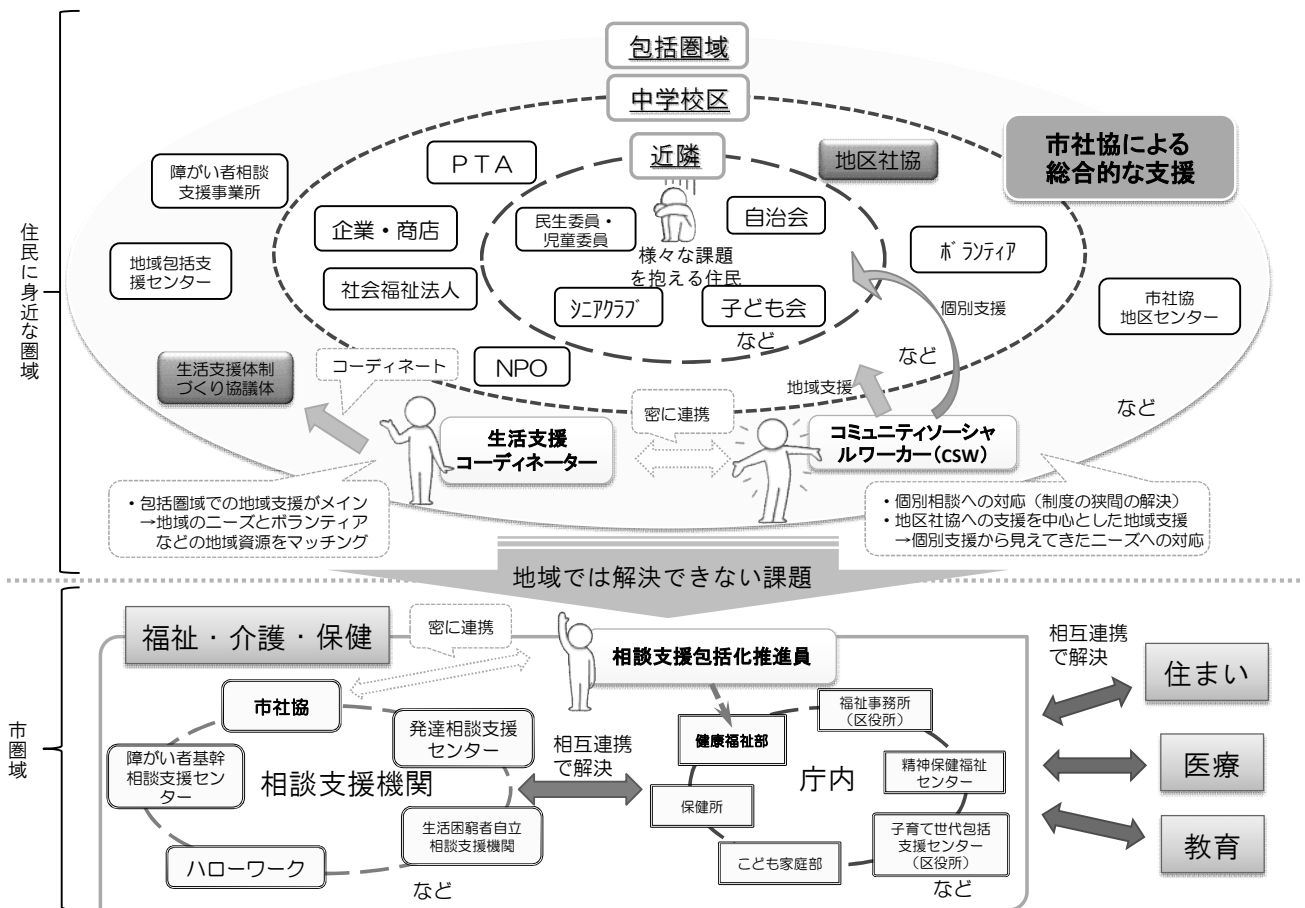 包括圏域
中学校区
近隣
市社協による
総合的な支援
地区社協
PTA
障がい者相談
支援事業所
民生委員・
児童委員
自治会
企業・商店
様々な課題
を抱える住民
ボランティア
地域包括支
援センター
社会福祉法人
シニアクラブ
子ども会
など
個別支援
市社協
地区センター
住民に身近な圏域
生活支援体制
づくり協議体
コーディネート
NPO
など
地域支援
など
密に連携
生活支援
コーディネーター
コミュニティソーシャ
ルワーカー(CSW)
・包括圏域での地域支援がメイン
→地域のニーズとボランティア
などの地域資源をマッチング
・個別相談への対応（制度の狭間の解決）
・地区社協への支援を中心とした地域支援
→個別支援から見えてきたニーズへの対応
地域では解決できない課題
市圏域
福祉・介護・保健
密に連携
相談支援包括化推進員
相互連携
で解決
住まい
医療
教育
市社協
発達相談支援
センター
障がい者基幹
相談支援セン
ター
相談支援機関
生活困窮者自立
相談支援機関
ハローワーク
など
相互連携
で解決
福祉事務所
（区役所）
健康福祉部
庁内
精神保健福祉
センター
保健所
子育て世代包括
支援センター
（区役所）
こども家庭部
など